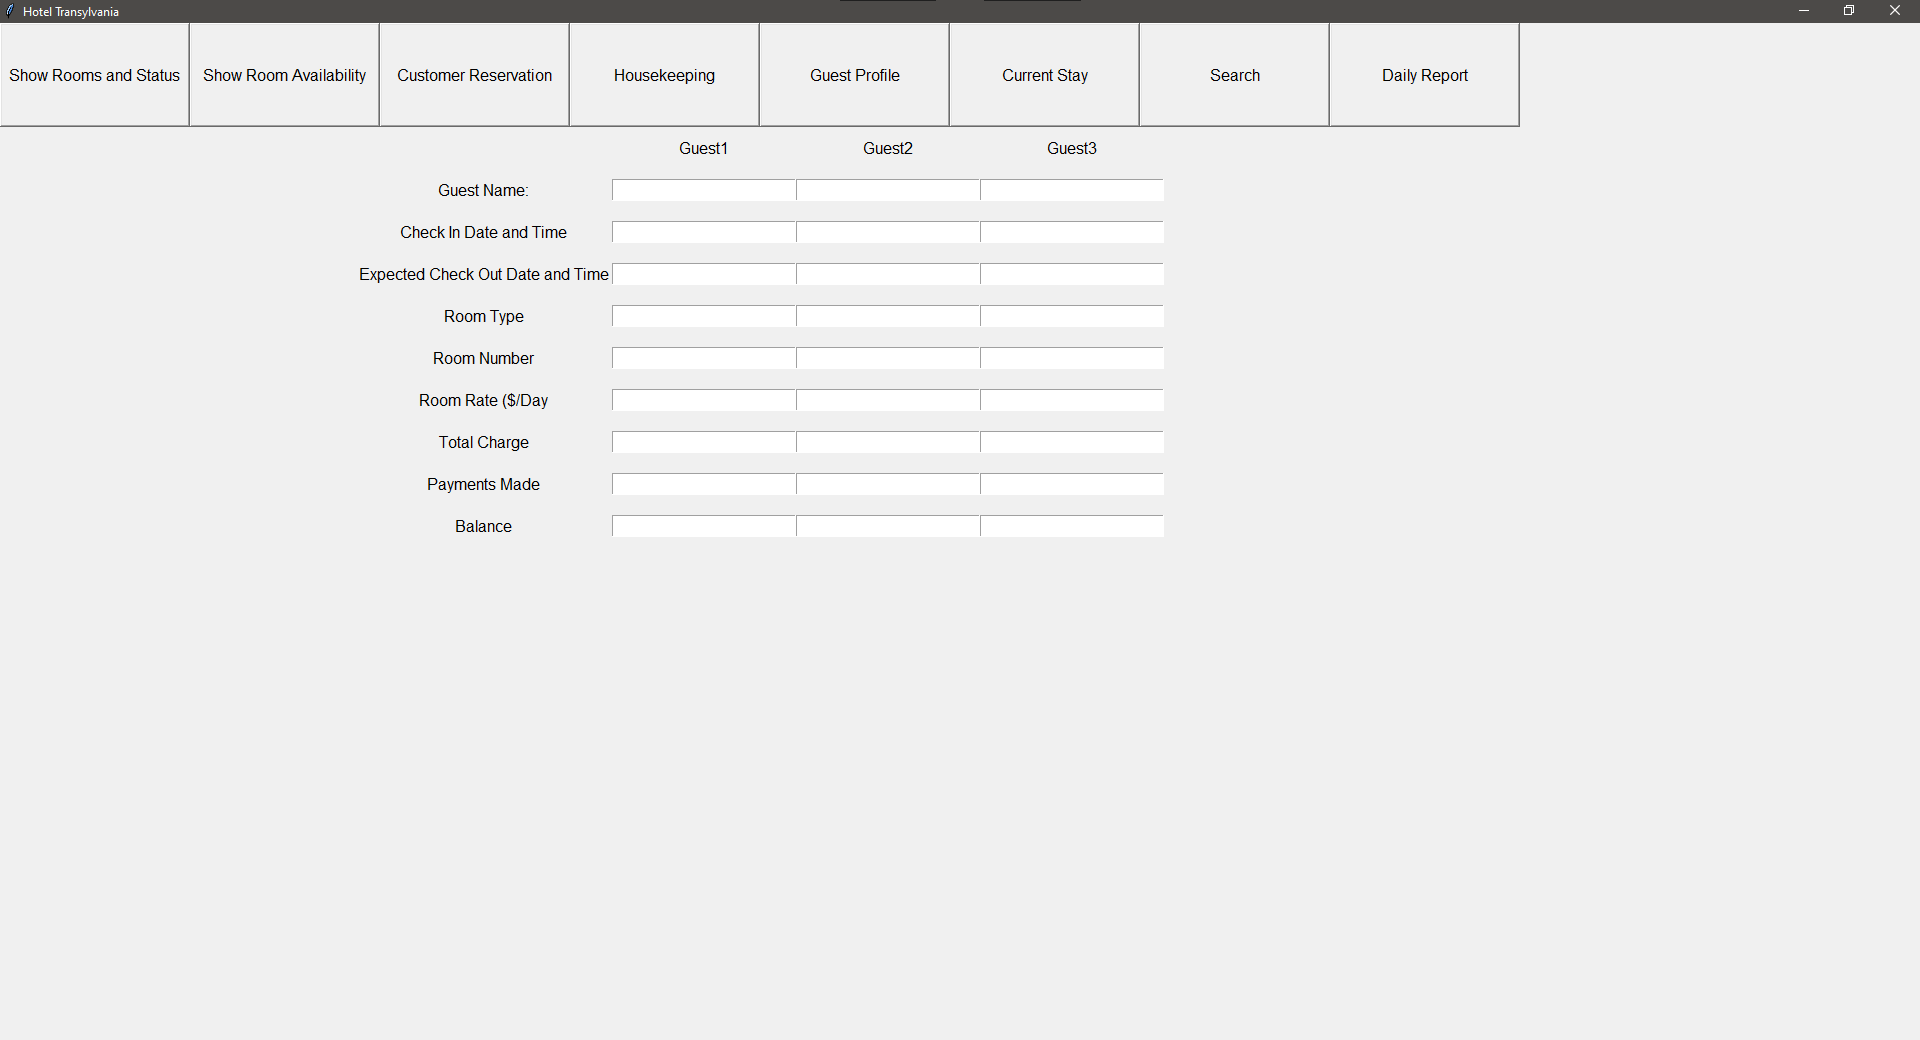 Hotel Transylvania
Show Rooms and Status Show Room Availability Customer Reservation Housekeeping Guest Profile Current Stay Search Daily Report
Guest1 Guest2 Guest3
Guest Name:
Check In Date and Time
Expected Check Out Date and Time
Room Type
Room Number
Room Rate ($/Day
Total Charge
Payments Made
Balance